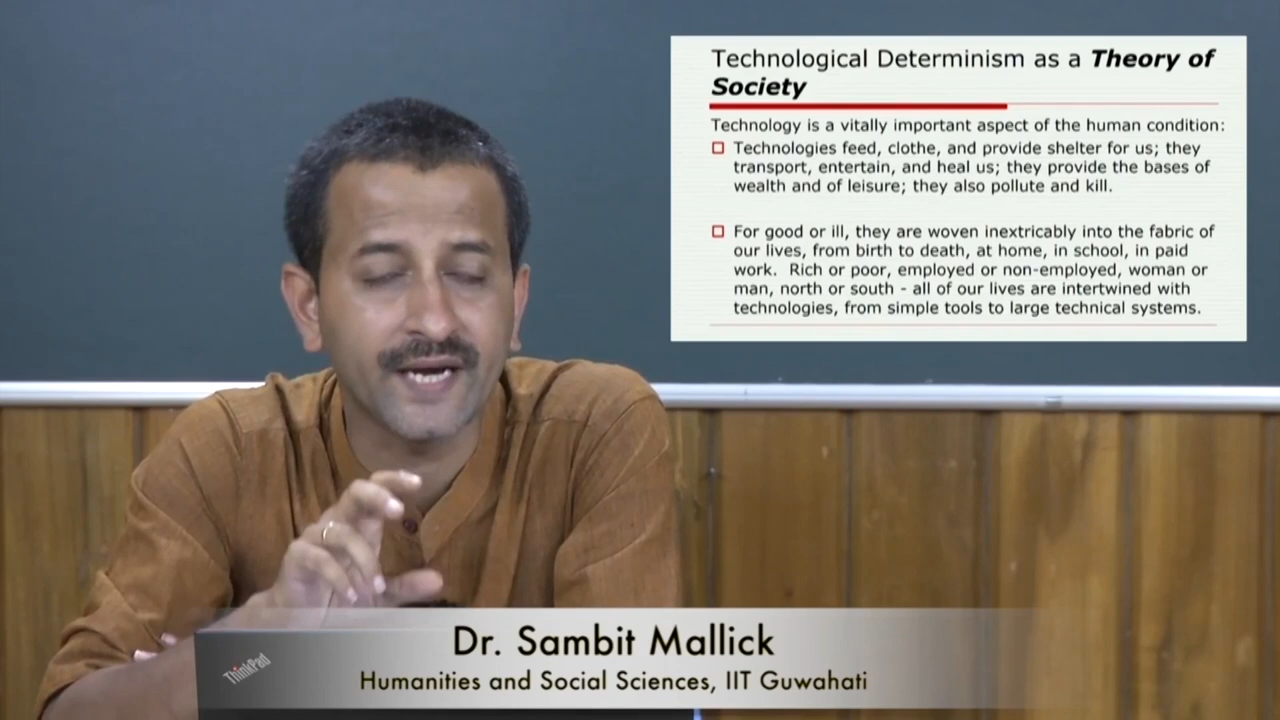 Technological Determinism as a Theory of
Society
Technology is a vitally important aspect of the human condition:
Technologies feed, clothe, and provide shelter for us; they
transport, entertain, and heal us; they provide the bases of
wealth and of leisure; they also pollute and kill.
For good or ill, they are woven inextricably into the fabric of
our lives, from birth to death, at home, in school, in paid
work. Rich or poor, employed or non-employed, woman or
man, north or south - all of our lives are intertwined with
technologies, from simple tools to large technical systems.
Dr. Sambit Mallick
Humanities and Social Sciences, IIT Guwahati
ThinkPad